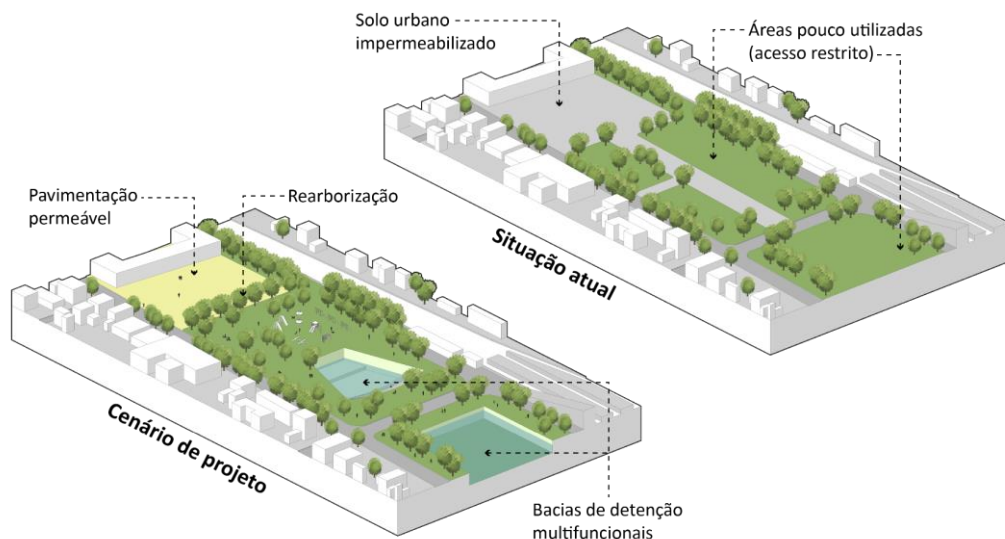 Solo urbano
impermeabilizado
Áreas pouco utilizadas
(acesso restrito)
Situação atual
Pavimentação
permeável
Rearborização
Cenário de projeto
Bacias de detenção
multifuncionais